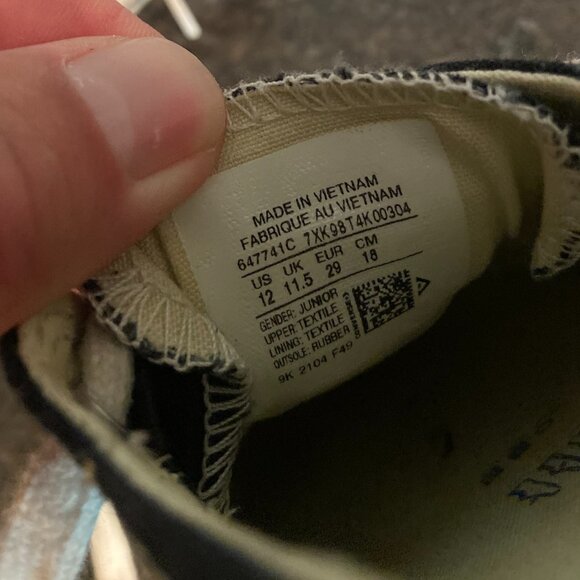 MADE IN VIETNAM
FABRIQUE AU VIETNAM
647741C 7XK98T4K00304
US UK EUR CM
12 11.5 29 18
GENDER: JUNIOR
UPPER: TEXTILE
LINING: TEXTILE
OUTSOLE: RUBBER
9K 2104 F49